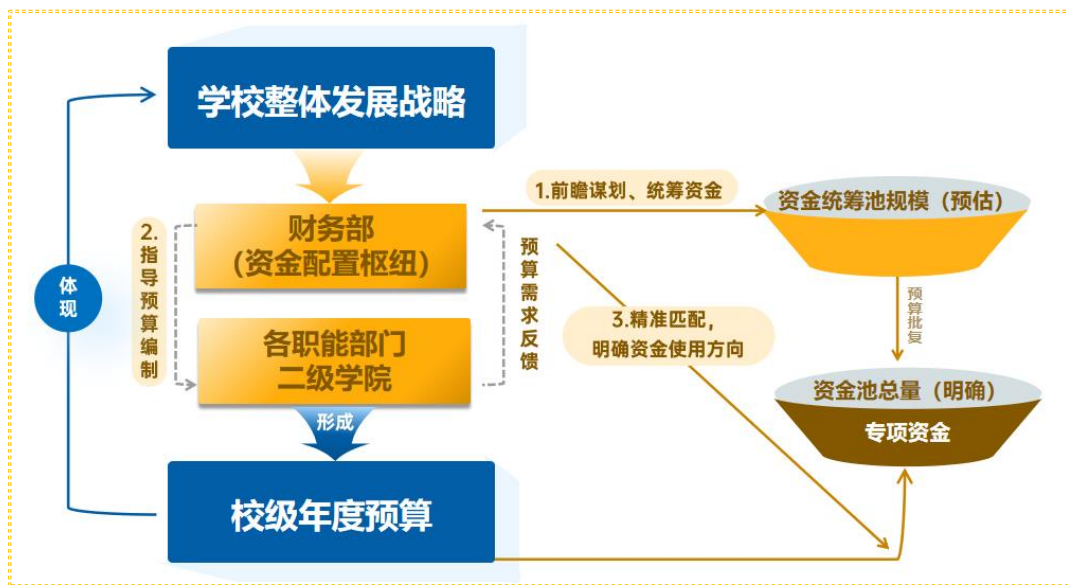 学校整体发展战略
1.前瞻谋划、统筹资金
资金统筹池规模（预估）
2.
指导预算编制
财务部
（资金配置枢纽）
预算需求反馈
体现
预算批复
3.精准匹配，
明确资金使用方向
各职能部门
二级学院
资金池总量（明确）
专项资金
形成
校级年度预算